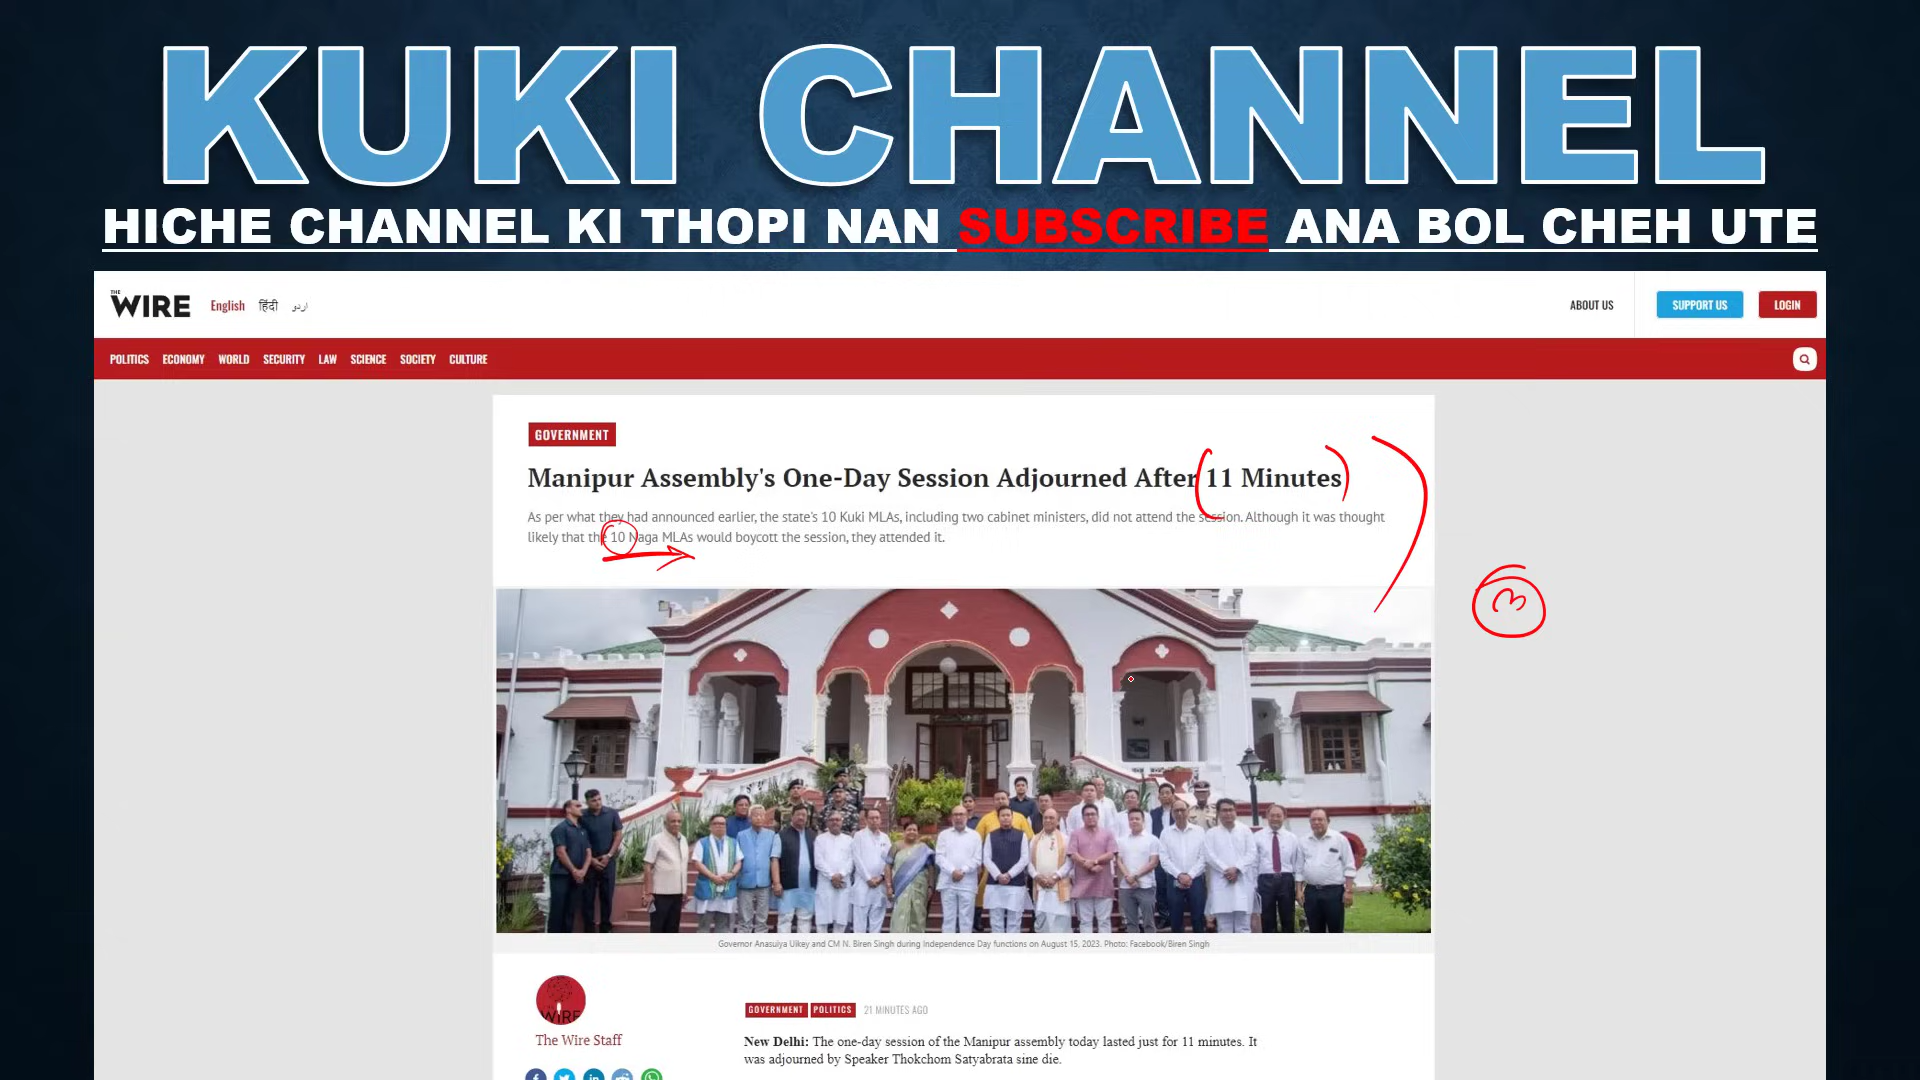 KUKI CHANNEL
HICHE CHANNEL KI THOPI NAN SUBSCRIBE ANA BOL CHEH UTE
THE WIRE English हिंदी اردو ABOUT US SUPPORT US LOGIN
POLITICS ECONOMY WORLD SECURITY LAW SCIENCE SOCIETY CULTURE
GOVERNMENT
Manipur Assembly's One-Day Session Adjourned After 11 Minutes
As per what they had announced earlier, the state's 10 Kuki MLAs, including two cabinet ministers, did not attend the session. Although it was thought
likely that the 10 Naga MLAs would boycott the session, they attended it.
Governor Anasuiya Uikey and CM N. Biren Singh during Independence Day functions on August 15, 2023. Photo: Facebook/Biren Singh
WIRE
The Wire Staff
GOVERNMENT POLITICS 21 MINUTES AGO
New Delhi: The one-day session of the Manipur assembly today lasted just for 11 minutes. It
was adjourned by Speaker Thokchom Satyabrata sine die.